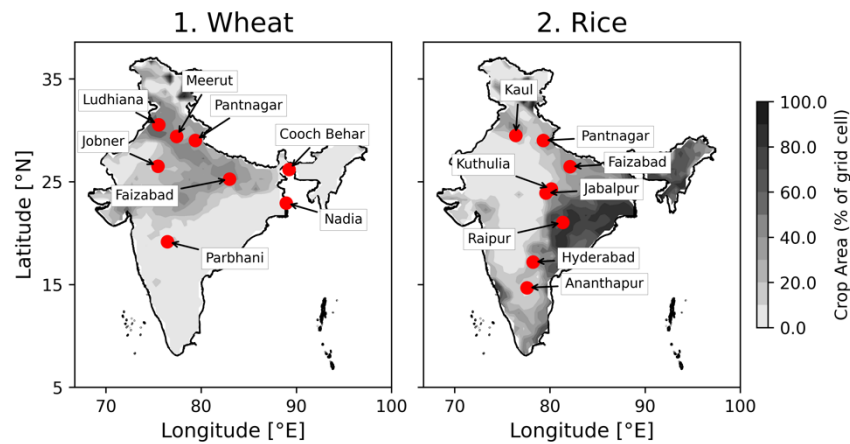 1. Wheat
2. Rice
Meerut
Ludhiana
Pantnagar
Jobner
Cooch Behar
Faizabad
Nadia
Parbhani
Kaul
Pantnagar
Kuthulia
Faizabad
Jabalpur
Raipur
Hyderabad
Ananthapur
35
25
15
5
Latitude [°N]
70
80
90
100
Longitude [°E]
70
80
90
100
Longitude [°E]
100.0
80.0
60.0
40.0
20.0
0.0
Crop Area (% of grid cell)